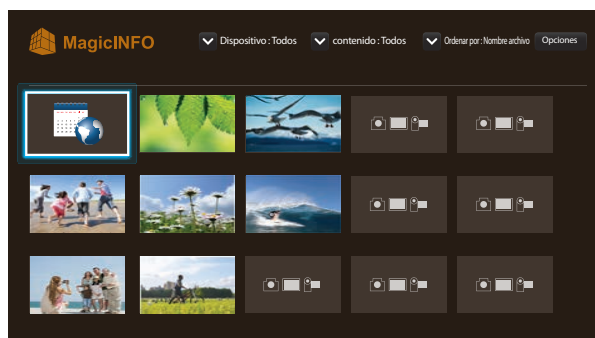 MagicINFO
Dispositivo : Todos
contenido : Todos
Ordenar por : Nombre archivo
Opciones